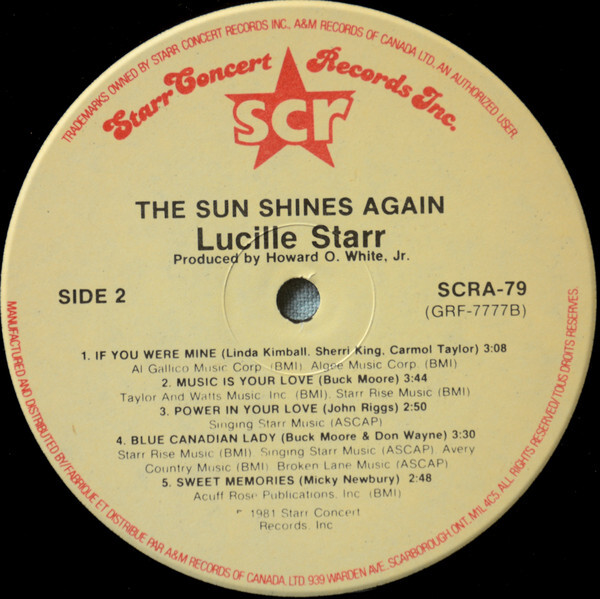 TRADEMARKS OWNED BY STARR CONCERT RECORDS INC., A&M RECORDS OF CANADA LTD. AN AUTHORIZED USER.
Starr Concert Records Inc.
scr
THE SUN SHINES AGAIN
Lucille Starr
Produced by Howard O. White, Jr.
SIDE 2
SCRA-79
(GRF-7777B)
1. IF YOU WERE MINE (Linda Kimball, Sherri King, Carmol Taylor) 3:08
Al Gallico Music Corp. (BMI) Algee Music Corp. (BMI)
2. MUSIC IS YOUR LOVE (Buck Moore) 3:44
Taylor And Watts Music, Inc. (BMI), Starr Rise Music (BMI)
3. POWER IN YOUR LOVE (John Riggs) 2:50
Singing Starr Music (ASCAP)
4. BLUE CANADIAN LADY (Buck Moore & Don Wayne) 3:30
Starr Rise Music (BMI) Singing Starr Music (ASCAP) Avery
Country Music (BMI) Broken Lane Music (ASCAP)
5. SWEET MEMORIES (Micky Newbury) 2:48
Acuff Rose Publications, Inc. (BMI)
℗ 1981 Starr Concert
Records, Inc
MANUFACTURED AND DISTRIBUTED BY/FABRIQUE ET DISTRIBUE PAR A&M RECORDS OF CANADA, LTD 939 WARDEN AVE., SCARBOROUGH, ONT. M1L 4C5. ALL RIGHTS RESERVED/TOUS DROITS RESERVES.